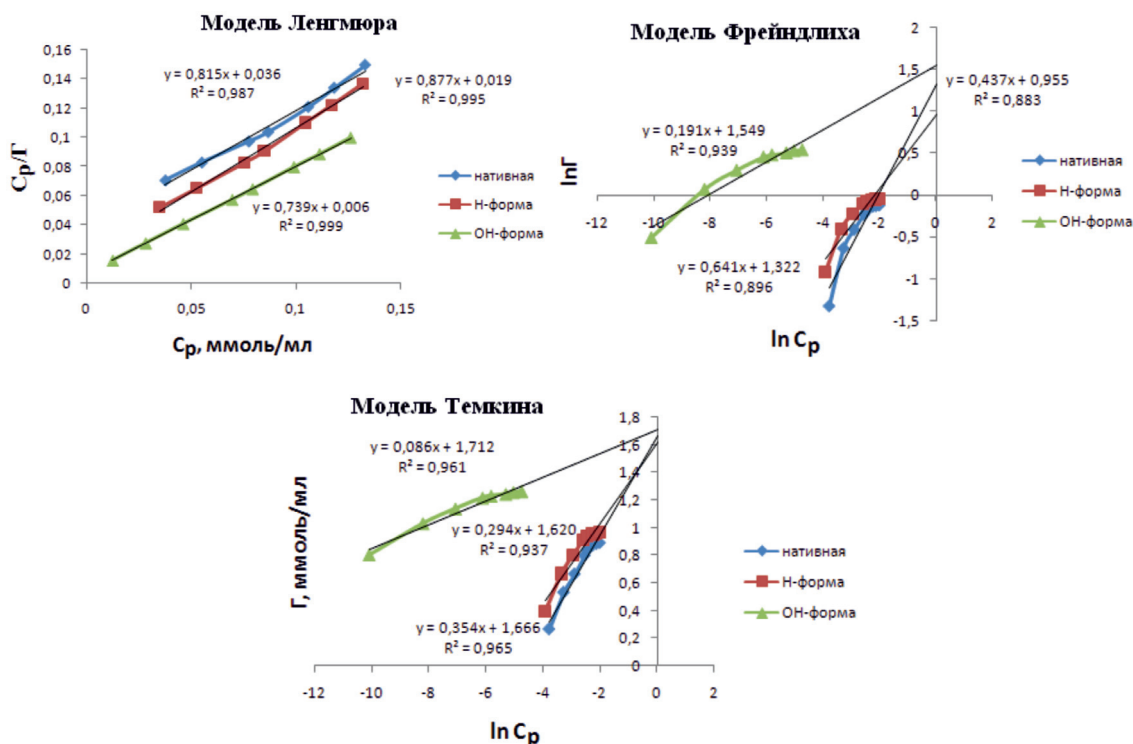 Модель Ленгмюра
0,16
0,14
0,12
0,1
0,08
0,06
0,04
0,02
0
Cр/Г
y = 0,815x + 0,036
R² = 0,987
y = 0,877x + 0,019
R² = 0,995
y = 0,739x + 0,006
R² = 0,999
нативная
Н-форма
ОН-форма
0
0,05
0,1
0,15
Cр, ммоль/мл
Модель Фрейндлиха
2
1,5
1
0,5
0
-0,5
-1
-1,5
lnГ
y = 0,437x + 0,955
R² = 0,883
y = 0,191x + 1,549
R² = 0,939
y = 0,641x + 1,322
R² = 0,896
нативная
Н-форма
ОН-форма
-12
-10
-8
-6
-4
-2
0
2
ln Cр
Модель Темкина
1,8
1,6
1,4
1,2
1
0,8
0,6
0,4
0,2
0
Г, ммоль/мл
y = 0,086x + 1,712
R² = 0,961
y = 0,294x + 1,620
R² = 0,937
y = 0,354x + 1,666
R² = 0,965
нативная
Н-форма
ОН-форма
-12
-10
-8
-6
-4
-2
0
2
ln Cр